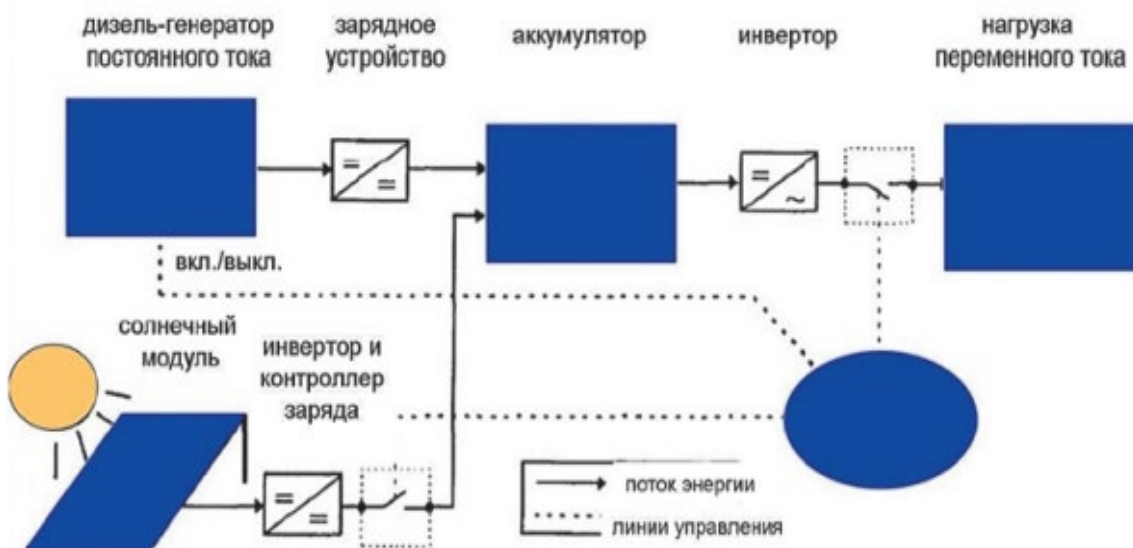 дизель-генератор
постоянного тока
зарядное
устройство
аккумулятор
инвертор
нагрузка
переменного тока
вкл./выкл.
солнечный
модуль
инвертор и
контроллер
заряда
поток энергии
линии управления